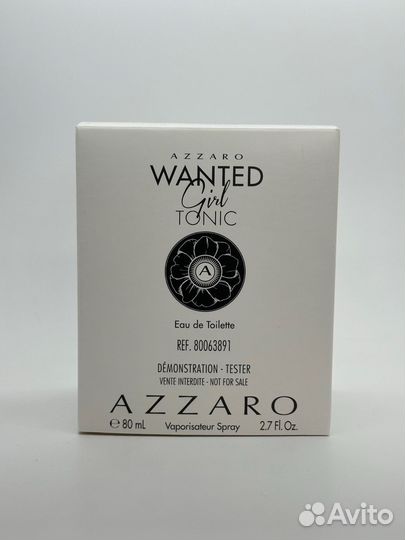 AZZARO
WANTED
Girl
TONIC
A
Eau de Toilette
REF. 80063891
DÉMONSTRATION - TESTER
VENTE INTERDITE - NOT FOR SALE
AZZARO
℮ 80 mL Vaporisateur Spray 2.7 Fl. Oz.
Avito